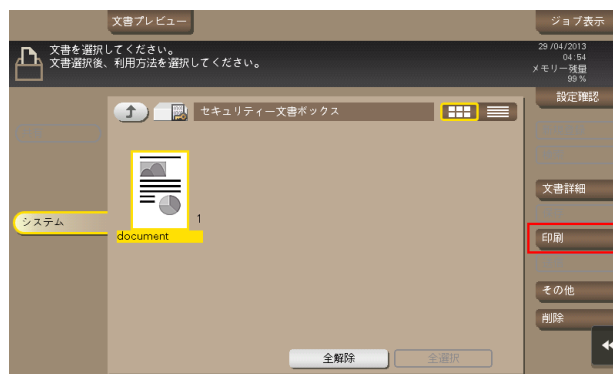 文書プレビュー
ジョブ表示
文書を選択してください。
文書選択後、利用方法を選択してください。
29/04/2013
04:54
メモリー残量
99 %
設定確認
セキュリティー文書ボックス
文書詳細
システム
1
document
印刷
その他
削除
全解除
全選択